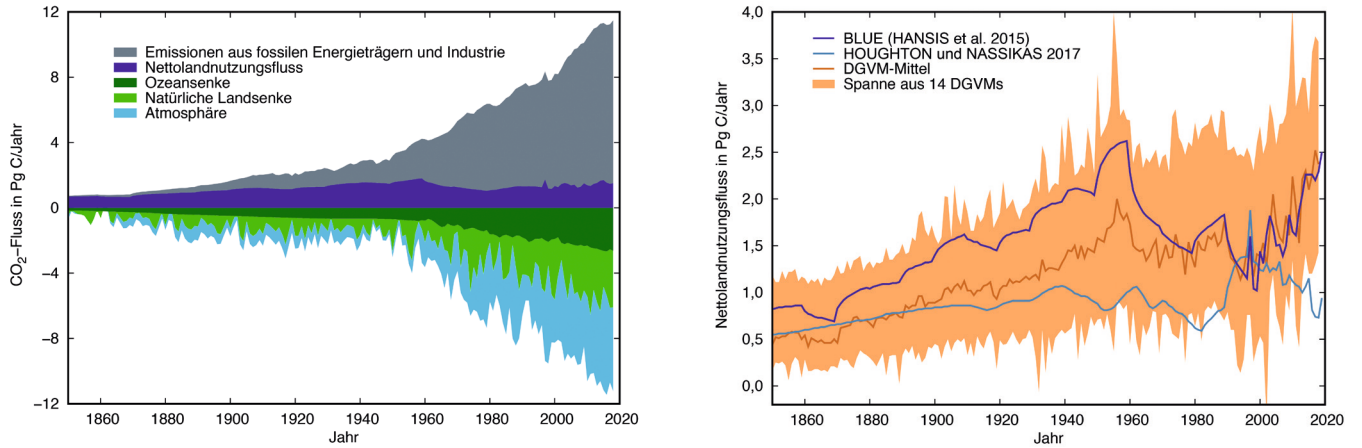 12
8
4
0
−4
−8
−12
CO2−Fluss in Pg C/Jahr
Emissionen aus fossilen Energieträgern und Industrie
Nettolandnutzungsfluss
Ozeansenke
Natürliche Landsenke
Atmosphäre
1860 1880 1900 1920 1940 1960 1980 2000 2020
Jahr
4,0
3,5
3,0
2,5
2,0
1,5
1,0
0,5
0,0
Nettolandnutzungsfluss in Pg C/Jahr
BLUE (HANSIS et al. 2015)
HOUGHTON und NASSIKAS 2017
DGVM-Mittel
Spanne aus 14 DGVMs
1860 1880 1900 1920 1940 1960 1980 2000 2020
Jahr